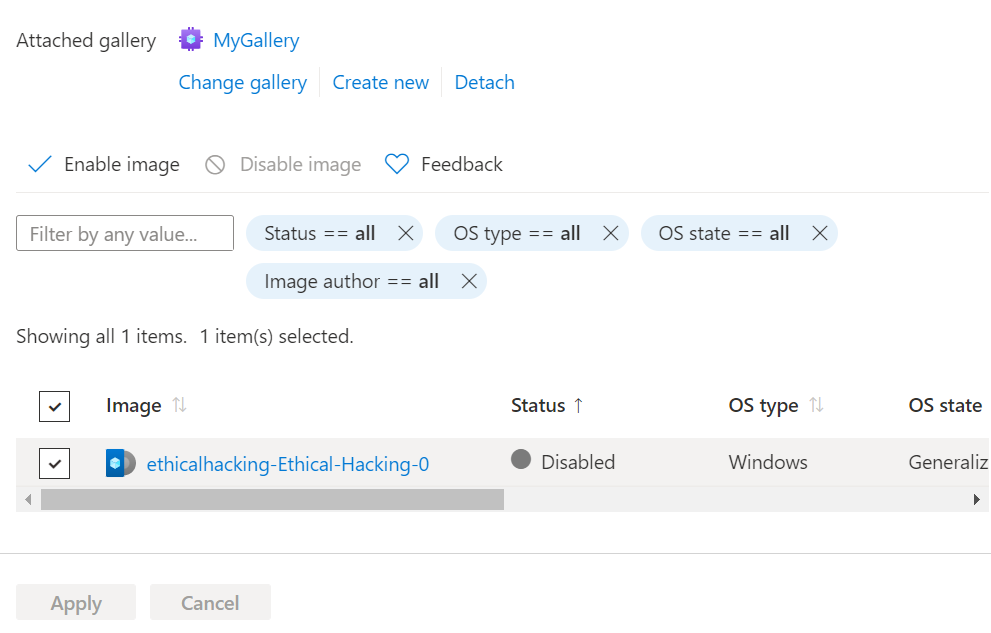 Attached gallery MyGallery
Change gallery Create new Detach
Enable image Disable image Feedback
Filter by any value... Status == all OS type == all OS state == all
Image author == all
Showing all 1 items. 1 item(s) selected.
Image Status OS type OS state
ethicalhacking-Ethical-Hacking-0 Disabled Windows Generaliz
Apply Cancel